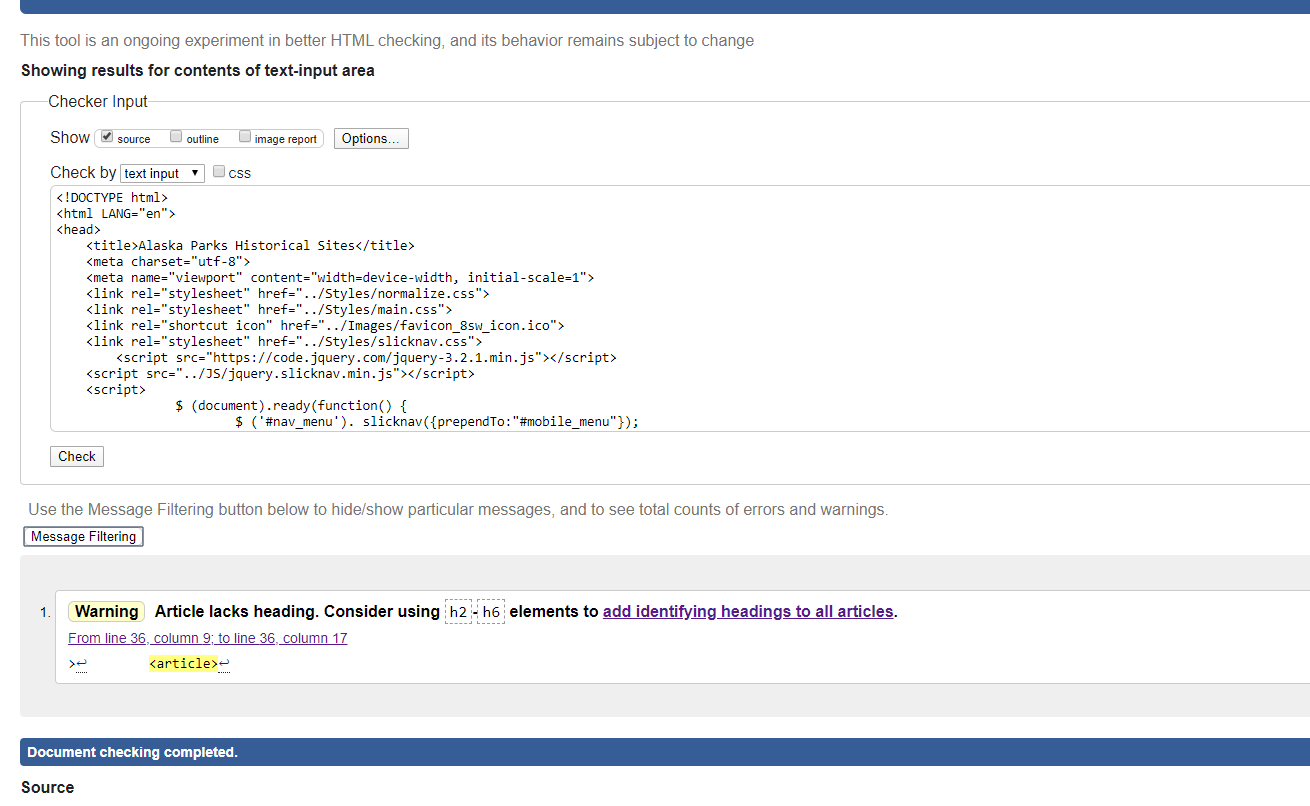 This tool is an ongoing experiment in better HTML checking, and its behavior remains subject to change
Showing results for contents of text-input area
Checker Input
Show source outline image report Options...
Check by text input css
<!DOCTYPE html>
<html LANG="en">
<head>
    <title>Alaska Parks Historical Sites</title>
    <meta charset="utf-8">
    <meta name="viewport" content="width=device-width, initial-scale=1">
    <link rel="stylesheet" href="../Styles/normalize.css">
    <link rel="stylesheet" href="../Styles/main.css">
    <link rel="shortcut icon" href="../Images/favicon_8sw_icon.ico">
    <link rel="stylesheet" href="../Styles/slicknav.css">
        <script src="https://code.jquery.com/jquery-3.2.1.min.js"></script>
    <script src="../JS/jquery.slicknav.min.js"></script>
    <script>
                $ (document).ready(function() {
                        $ ('#nav_menu'). slicknav({prependTo:"#mobile_menu"});
Check
Use the Message Filtering button below to hide/show particular messages, and to see total counts of errors and warnings.
Message Filtering
1. Warning Article lacks heading. Consider using h2-h6 elements to add identifying headings to all articles.
From line 36, column 9; to line 36, column 17
>↩        <article>↩
Document checking completed.
Source